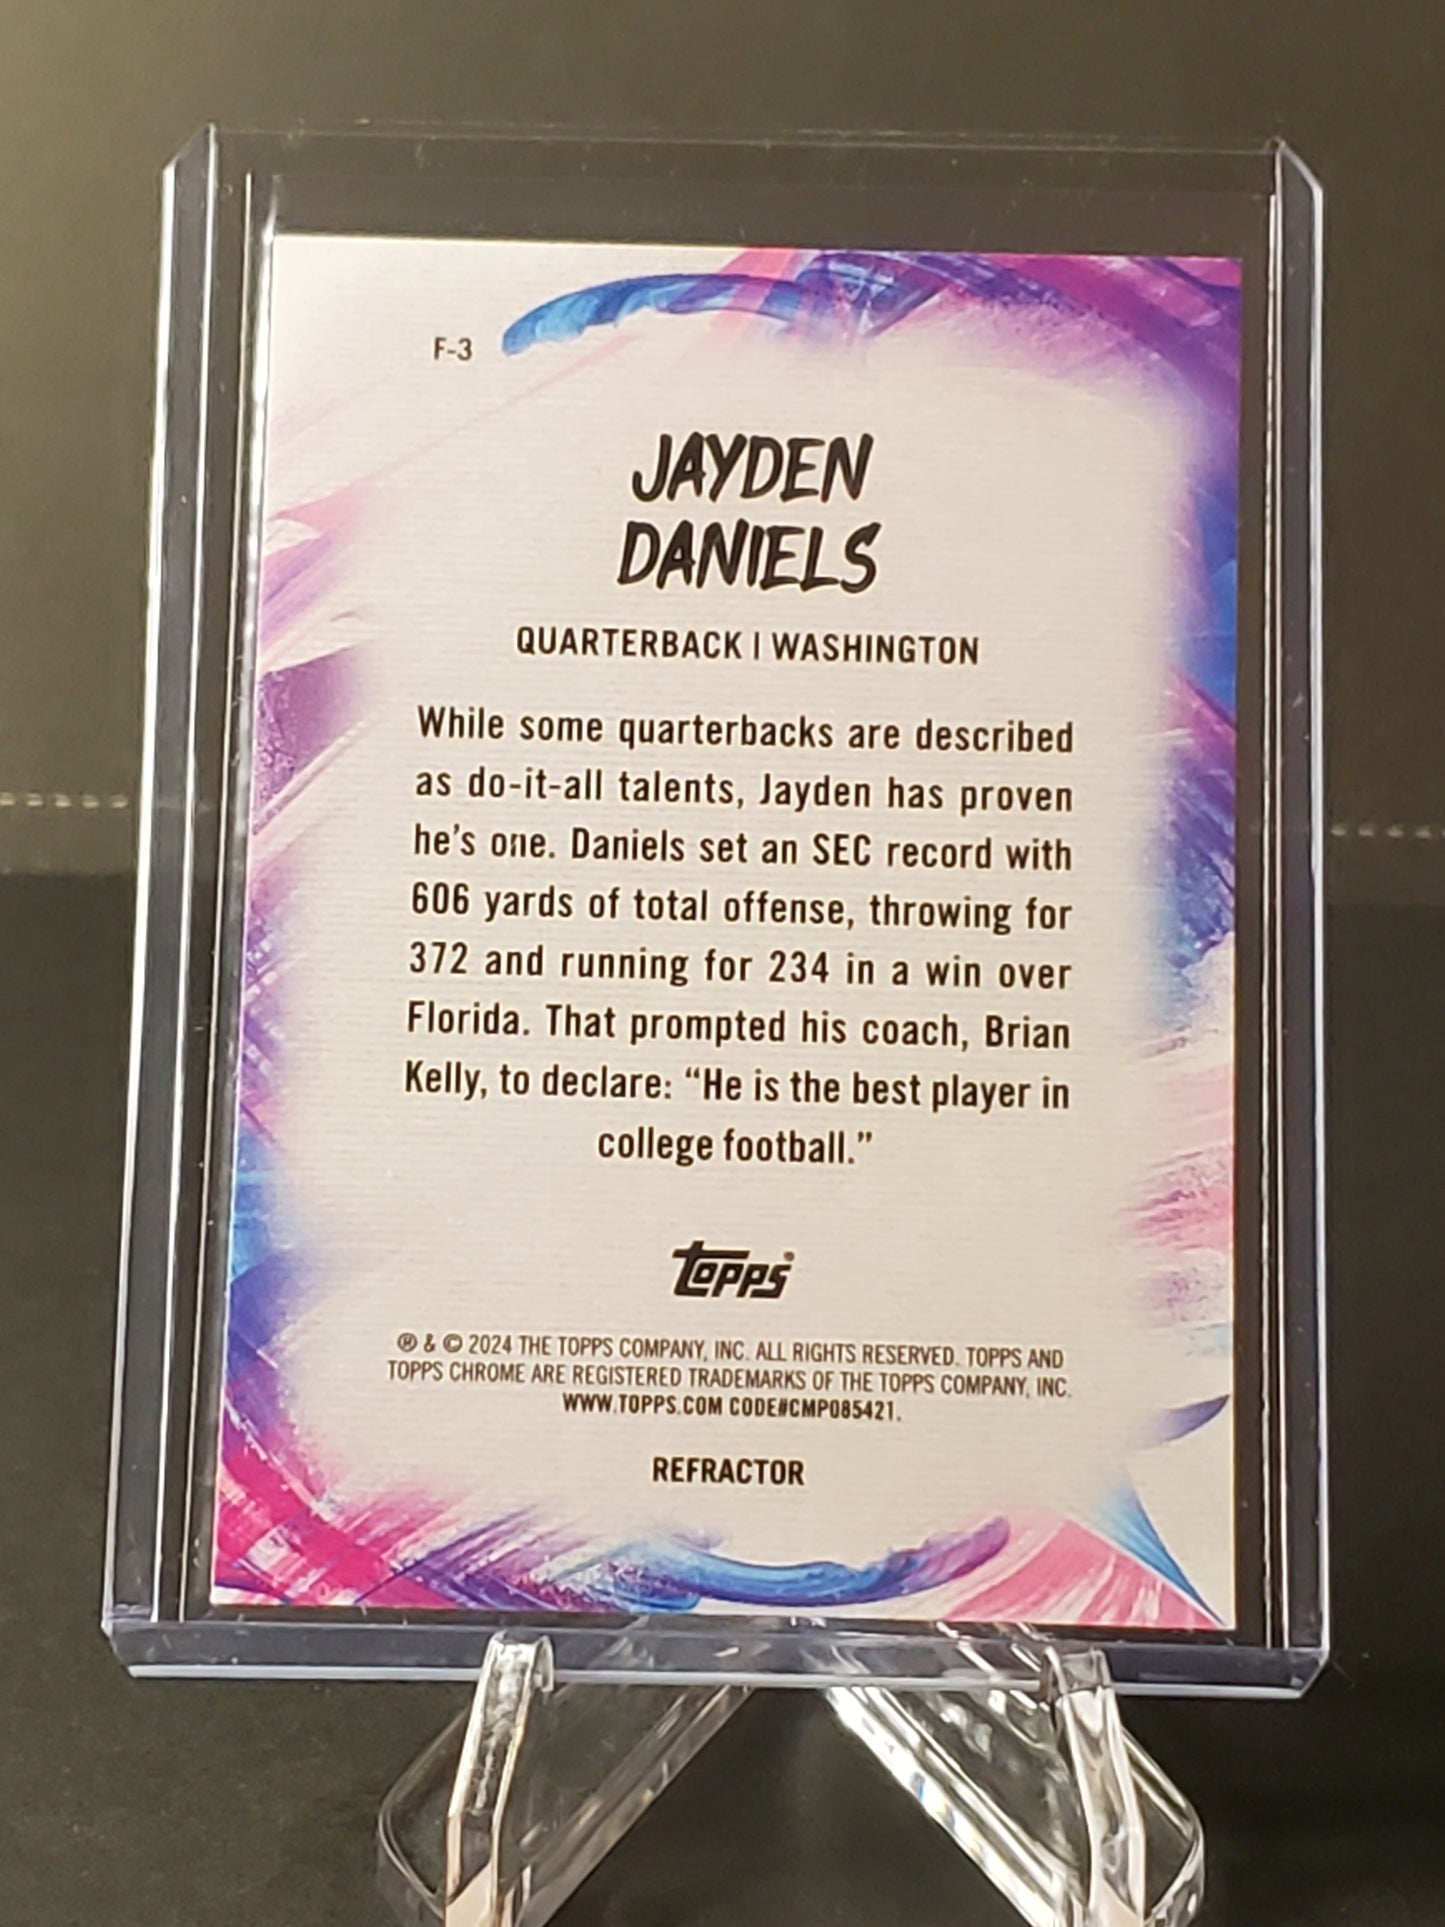 F-3
JAYDEN
DANIELS
QUARTERBACK | WASHINGTON
While some quarterbacks are described
as do-it-all talents, Jayden has proven
he's one. Daniels set an SEC record with
606 yards of total offense, throwing for
372 and running for 234 in a win over
Florida. That prompted his coach, Brian
Kelly, to declare: “He is the best player in
college football.”
topps®
® & © 2024 THE TOPPS COMPANY, INC. ALL RIGHTS RESERVED. TOPPS AND
TOPPS CHROME ARE REGISTERED TRADEMARKS OF THE TOPPS COMPANY, INC.
WWW.TOPPS.COM CODE#CMP085421.
REFRACTOR